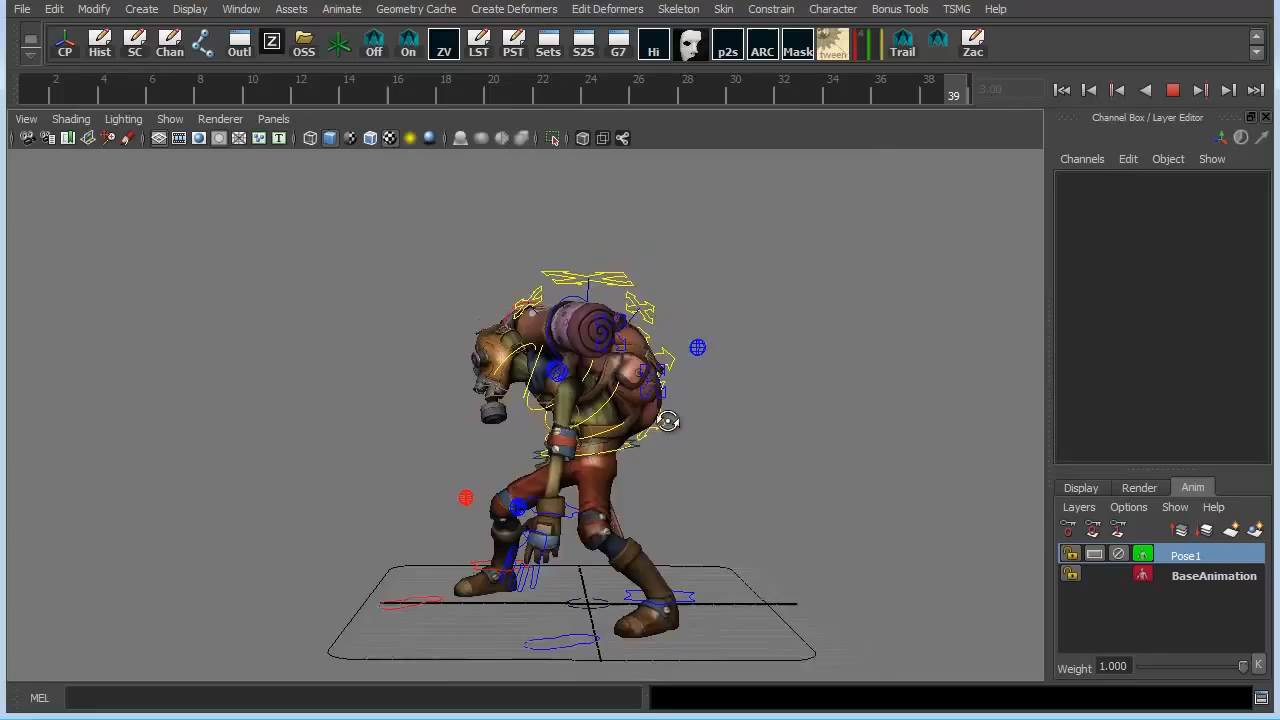 File Edit Modify Create Display Window Assets Animate Geometry Cache Create Deformers Edit Deformers Skeleton Skin Constrain Character Bonus Tools TSMG Help
CP Hist SC Chan Outl Z OSS Off On ZV LST PST Sets S2S G7 Hi p2s ARC Mask tween Trail Zac
2 4 6 8 10 12 14 16 18 20 22 24 26 28 30 32 34 36 38
39 3.00
View Shading Lighting Show Renderer Panels
Channel Box / Layer Editor
Channels Edit Object Show
Display Render Anim
Layers Options Show Help
Pose1
BaseAnimation
Weight 1.000 K
MEL